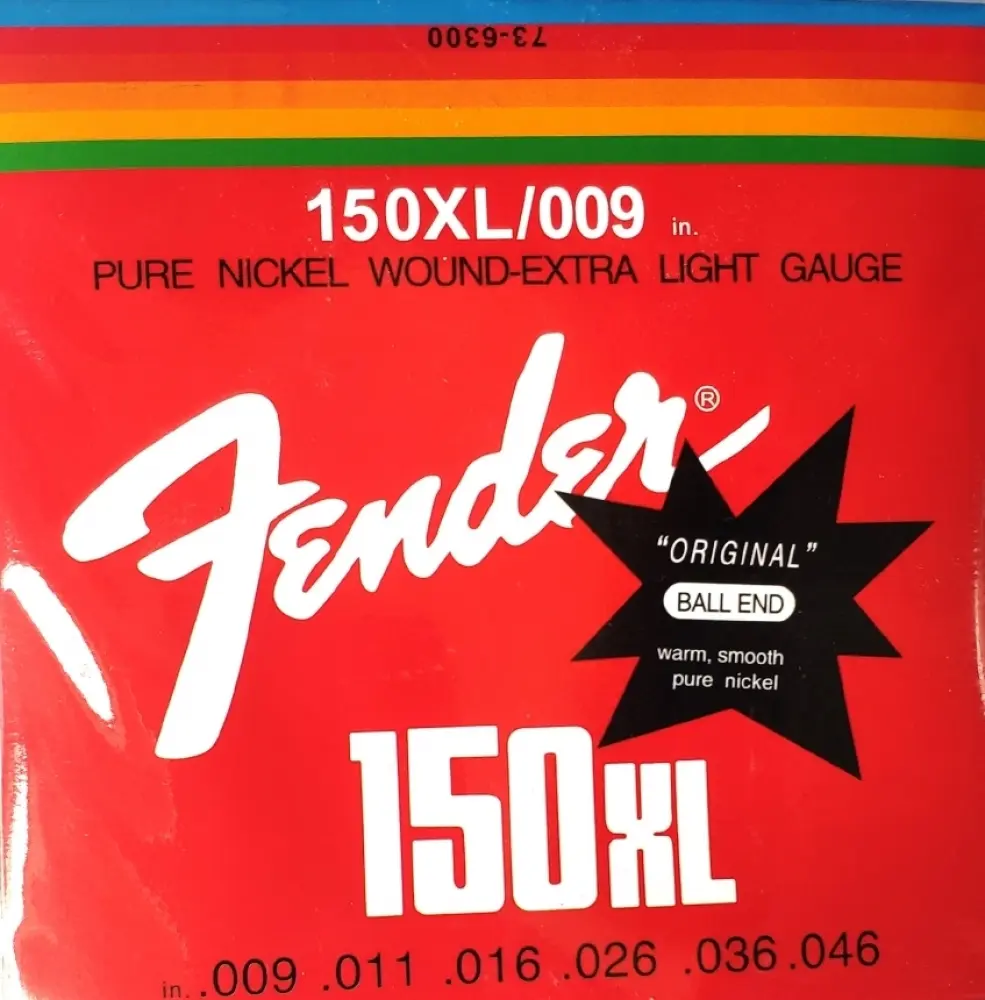 73-6300
150XL/009 in.
PURE NICKEL WOUND-EXTRA LIGHT GAUGE
Fender®
"ORIGINAL"
BALL END
warm, smooth
pure nickel
150XL
in. .009 .011 .016 .026 .036 .046